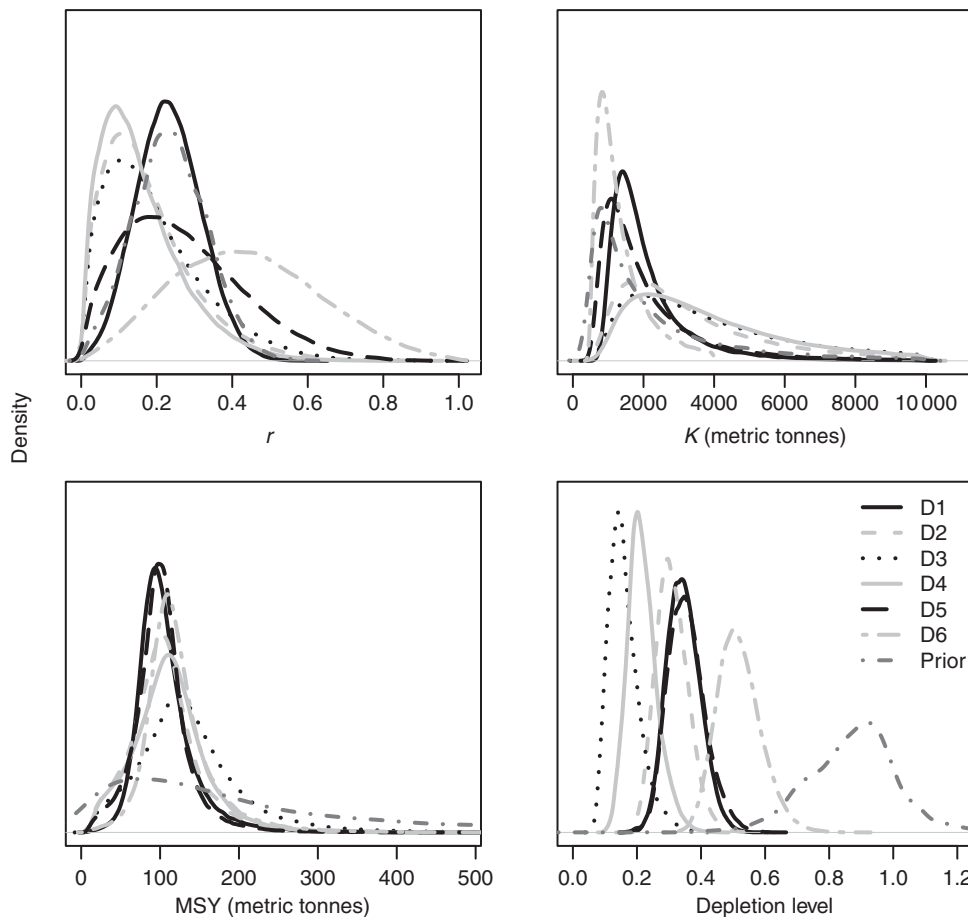 0.0 0.2 0.4 0.6 0.8 1.0
r
0 2000 4000 6000 8000 10 000
K (metric tonnes)
Density
D1
D2
D3
D4
D5
D6
Prior
0 100 200 300 400 500
MSY (metric tonnes)
0.0 0.2 0.4 0.6 0.8 1.0 1.2
Depletion level